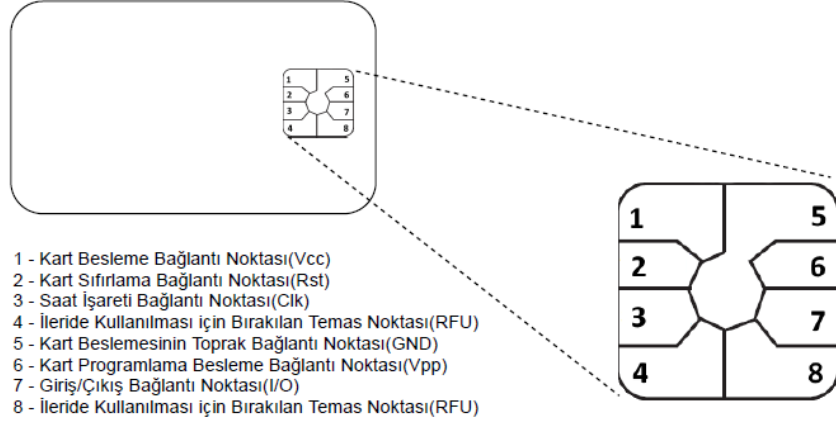 1 5
2 6
3 7
4 8
1 5
2 6
3 7
4 8
1 - Kart Besleme Bağlantı Noktası(Vcc)
2 - Kart Sıfırlama Bağlantı Noktası(Rst)
3 - Saat İşareti Bağlantı Noktası(Clk)
4 - İleride Kullanılması için Bırakılan Temas Noktası(RFU)
5 - Kart Beslemesinin Toprak Bağlantı Noktası(GND)
6 - Kart Programlama Besleme Bağlantı Noktası(Vpp)
7 - Giriş/Çıkış Bağlantı Noktası(I/O)
8 - İleride Kullanılması için Bırakılan Temas Noktası(RFU)